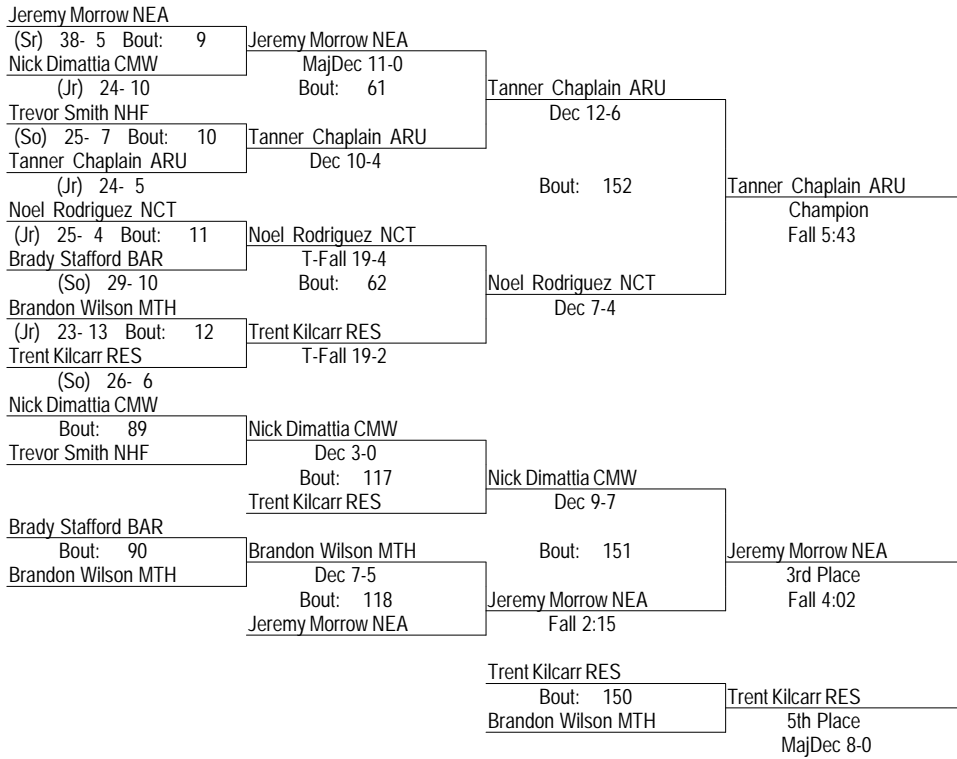 Jeremy Morrow NEA
(Sr) 38- 5 Bout: 9 Jeremy Morrow NEA
Nick Dimattia CMW MajDec 11-0
(Jr) 24- 10 Bout: 61 Tanner Chaplain ARU
Trevor Smith NHF Dec 12-6
(So) 25- 7 Bout: 10 Tanner Chaplain ARU
Tanner Chaplain ARU Dec 10-4
(Jr) 24- 5 Bout: 152 Tanner Chaplain ARU
Noel Rodriguez NCT Champion
(Jr) 25- 4 Bout: 11 Noel Rodriguez NCT Fall 5:43
Brady Stafford BAR T-Fall 19-4
(So) 29- 10 Bout: 62 Noel Rodriguez NCT
Brandon Wilson MTH Dec 7-4
(Jr) 23- 13 Bout: 12 Trent Kilcarr RES
Trent Kilcarr RES T-Fall 19-2
(So) 26- 6
Nick Dimattia CMW
Bout: 89 Nick Dimattia CMW
Trevor Smith NHF Dec 3-0
Bout: 117 Nick Dimattia CMW
Trent Kilcarr RES Dec 9-7
Brady Stafford BAR
Bout: 90 Brandon Wilson MTH Bout: 151 Jeremy Morrow NEA
Brandon Wilson MTH Dec 7-5 3rd Place
Bout: 118 Jeremy Morrow NEA Fall 4:02
Jeremy Morrow NEA Fall 2:15
Trent Kilcarr RES
Bout: 150 Trent Kilcarr RES
Brandon Wilson MTH 5th Place
MajDec 8-0